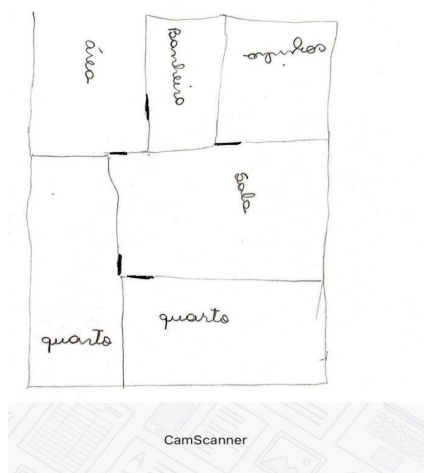 área
Banheiro
cozinha
Sala
quarto
quarto
CamScanner